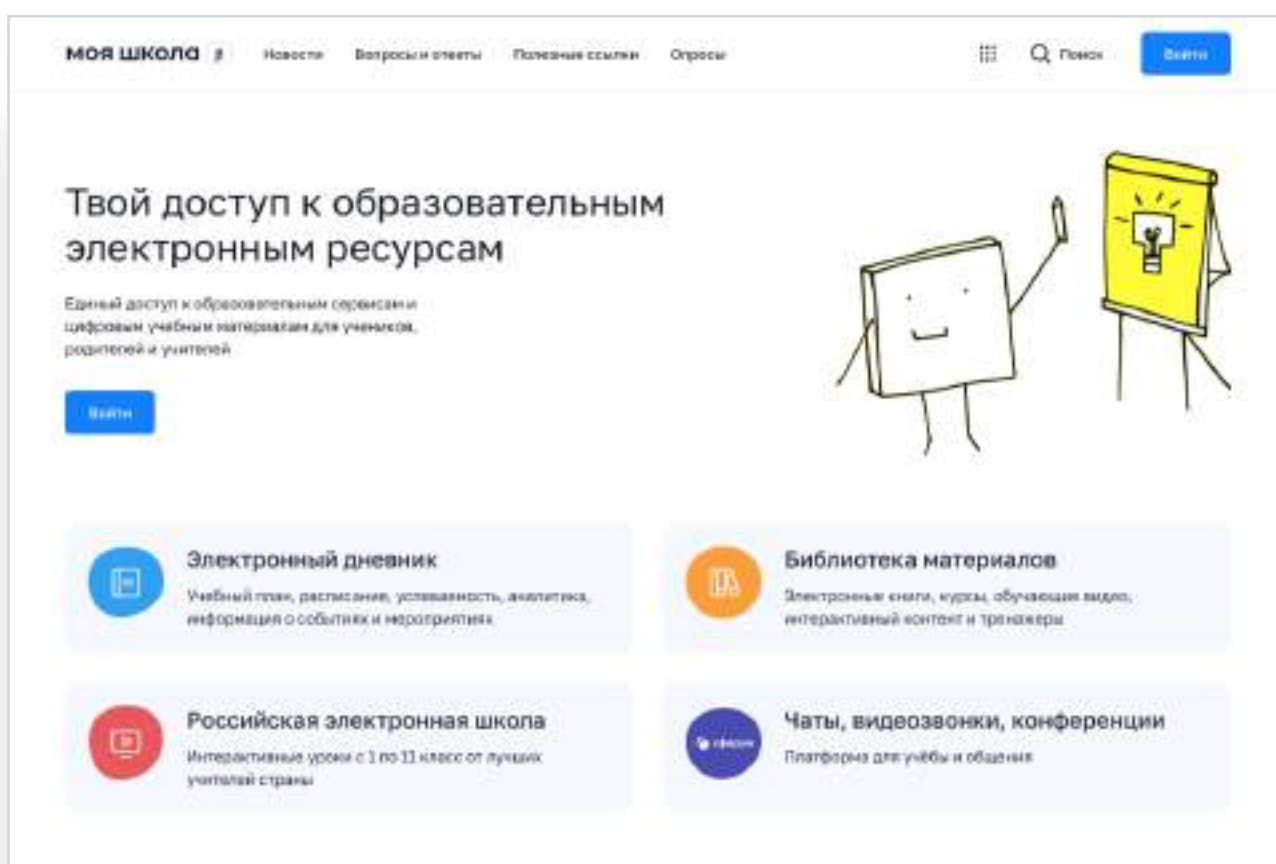 моя школа β
Новости
Вопросы и ответы
Полезные ссылки
Опросы
Поиск
Войти
Твой доступ к образовательным
электронным ресурсам
Единый доступ к образовательным сервисам и
цифровым учебным материалам для учеников,
родителей и учителей
Войти
Электронный дневник
Учебный план, расписание, успеваемость, аналитика,
информация о событиях и мероприятиях
Библиотека материалов
Электронные книги, курсы, обучающие видео,
интерактивный контент и тренажеры
Российская электронная школа
Интерактивные уроки с 1 по 11 класс от лучших
учителей страны
сферум
Чаты, видеозвонки, конференции
Платформа для учёбы и общения